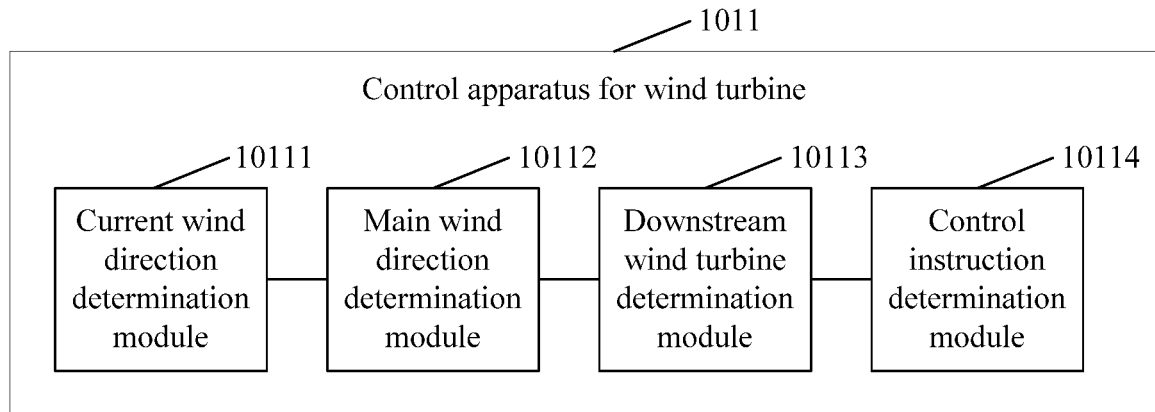 1011
Control apparatus for wind turbine
10111
10112
10113
10114
Current wind
direction
determination
module
Main wind
direction
determination
module
Downstream
wind turbine
determination
module
Control
instruction
determination
module